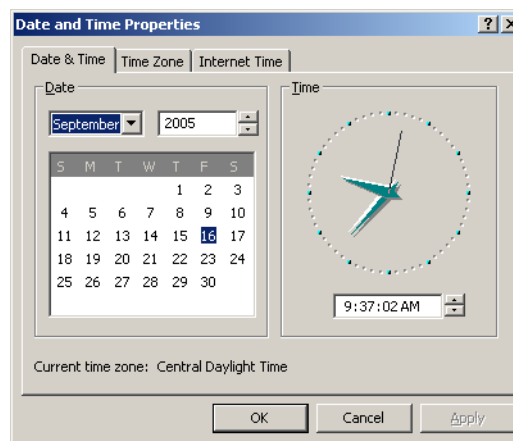 Date and Time Properties
Date & Time Time Zone Internet Time
Date
September 2005
S M T W T F S
1 2 3
4 5 6 7 8 9 10
11 12 13 14 15 16 17
18 19 20 21 22 23 24
25 26 27 28 29 30
Time
9:37:02 AM
Current time zone: Central Daylight Time
OK Cancel Apply